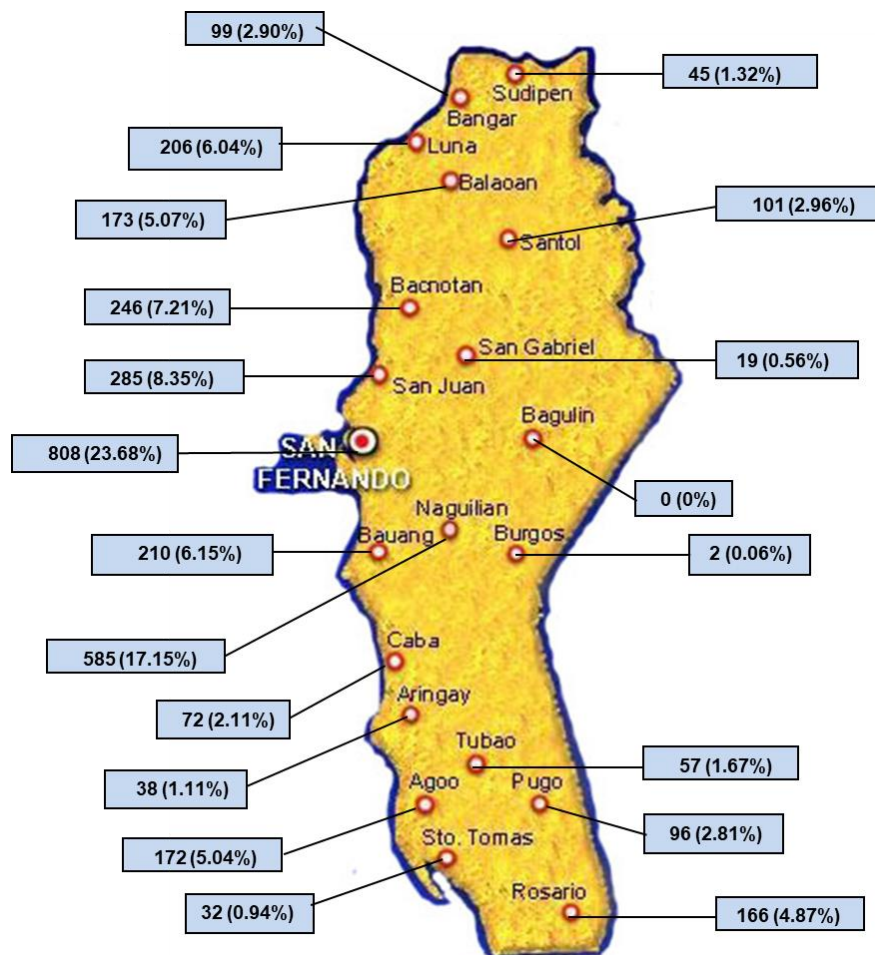 99 (2.90%)
45 (1.32%)
Sudipen
Bangar
206 (6.04%)
Luna
Balaoan
173 (5.07%)
101 (2.96%)
Santol
Bacnotan
246 (7.21%)
San Gabriel
19 (0.56%)
285 (8.35%)
San Juan
Bagulin
808 (23.68%)
SAN
FERNANDO
0 (0%)
Naguilian
210 (6.15%)
Bauang
Burgos
2 (0.06%)
585 (17.15%)
Caba
72 (2.11%)
Aringay
Tubao
57 (1.67%)
38 (1.11%)
Agoo
Pugo
96 (2.81%)
172 (5.04%)
Sto. Tomas
32 (0.94%)
Rosario
166 (4.87%)